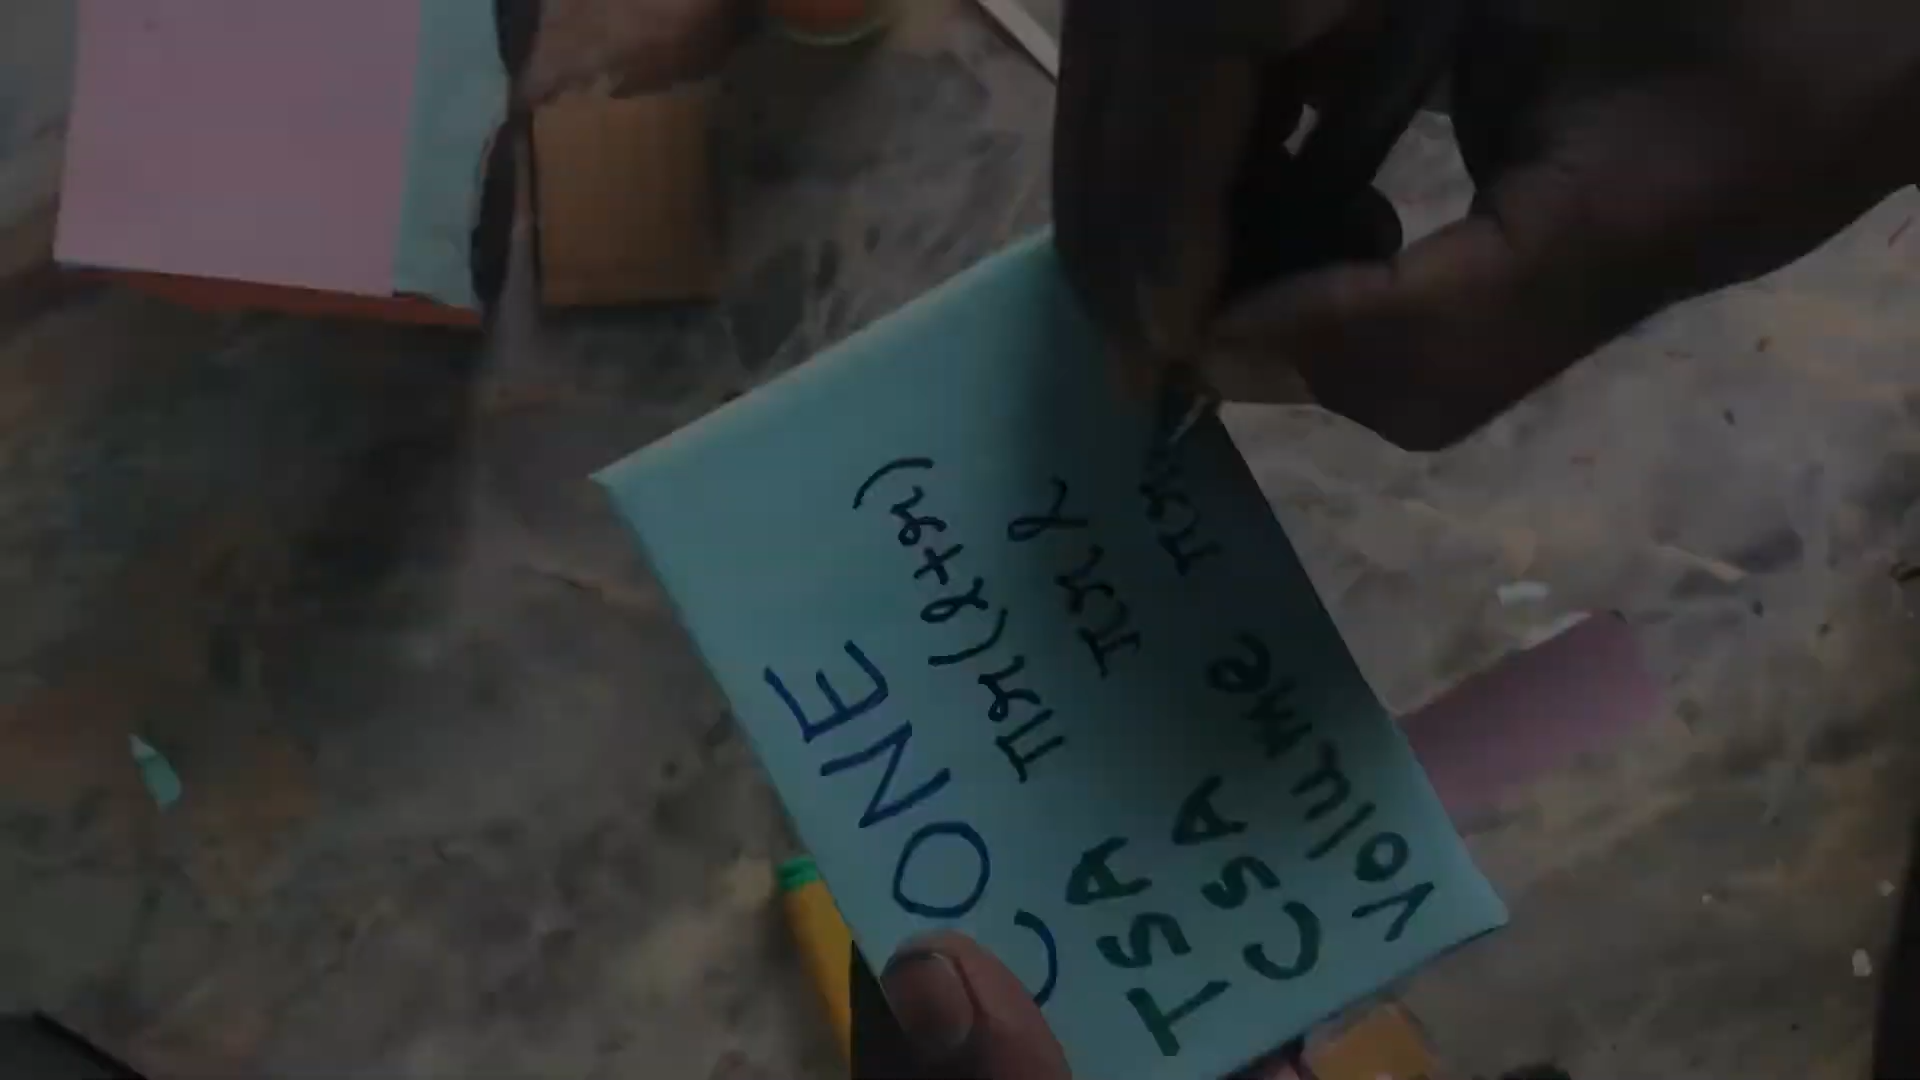 CONE
TSA πr(l+r)
CSA πrl
Volume πr